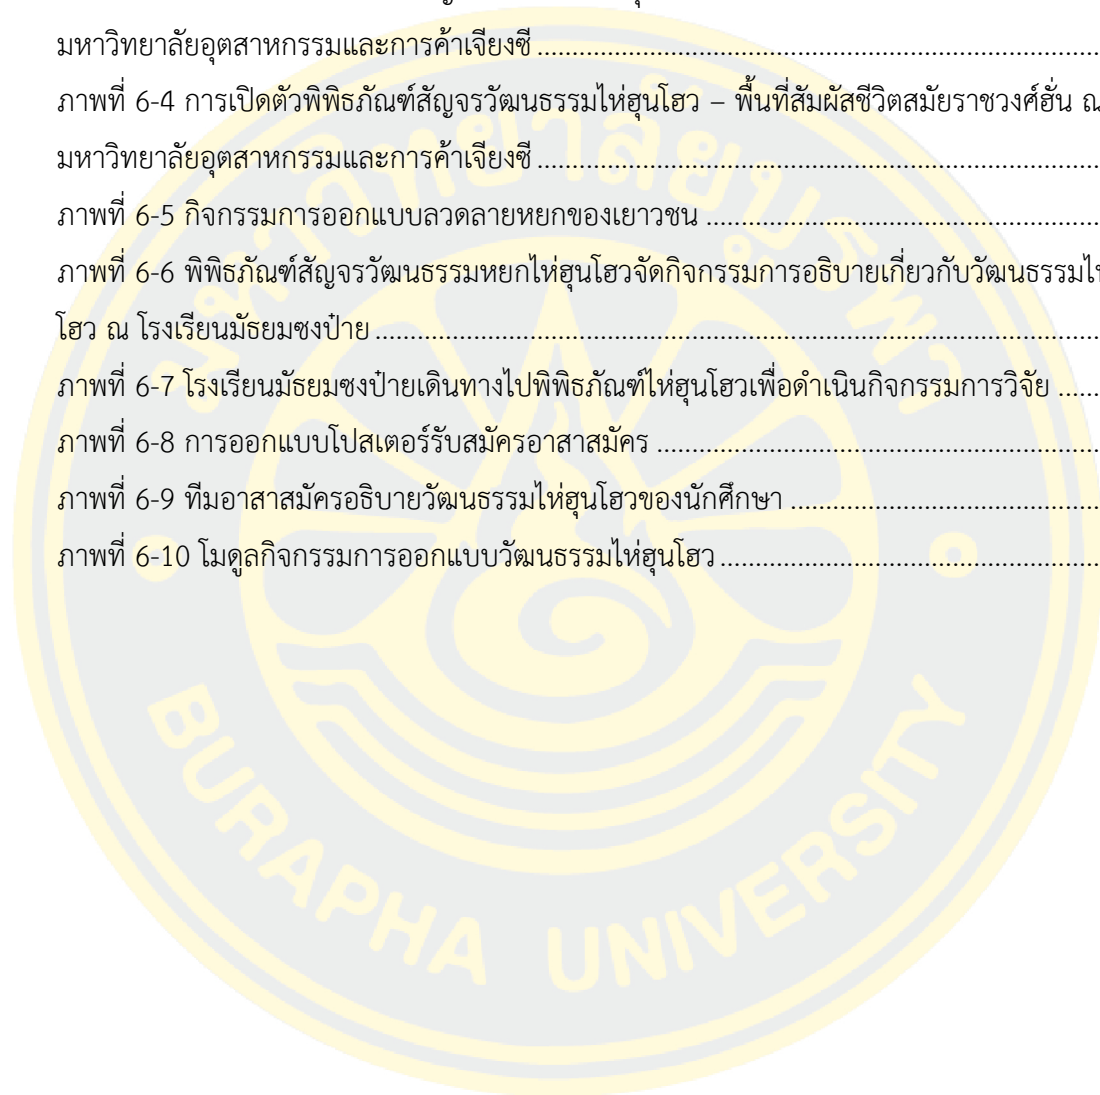 มหาวิทยาลัยอุตสาหกรรมและการค้าเจียงซี ........................................................................................
ภาพที่ 6-4 การเปิดตัวพิพิธภัณฑ์สัญจรวัฒนธรรมไห่ฮุนโฮว – พื้นที่สัมผัสชีวิตสมัยราชวงศ์ฮั่น ณ
มหาวิทยาลัยอุตสาหกรรมและการค้าเจียงซี ........................................................................................
ภาพที่ 6-5 กิจกรรมการออกแบบลวดลายหยกของเยาวชน ..............................................................
ภาพที่ 6-6 พิพิธภัณฑ์สัญจรวัฒนธรรมหยกไห่ฮุนโฮวจัดกิจกรรมการอธิบายเกี่ยวกับวัฒนธรรม
โฮว ณ โรงเรียนมัธยมซงป๋าย ...................................................................................................................
ภาพที่ 6-7 โรงเรียนมัธยมซงป๋ายเดินทางไปพิพิธภัณฑ์ไห่ฮุนโฮวเพื่อดำเนินกิจกรรมการวิจัย ......
ภาพที่ 6-8 การออกแบบโปสเตอร์รับสมัครอาสาสมัคร ......................................................................
ภาพที่ 6-9 ทีมอาสาสมัครอธิบายวัฒนธรรมไห่ฮุนโฮวของนักศึกษา ................................................
ภาพที่ 6-10 โมดูลกิจกรรมการออกแบบวัฒนธรรมไห่ฮุนโฮว ............................................................
มหาวิทยาลัยบูรพา
BURAPHA UNIVERSITY